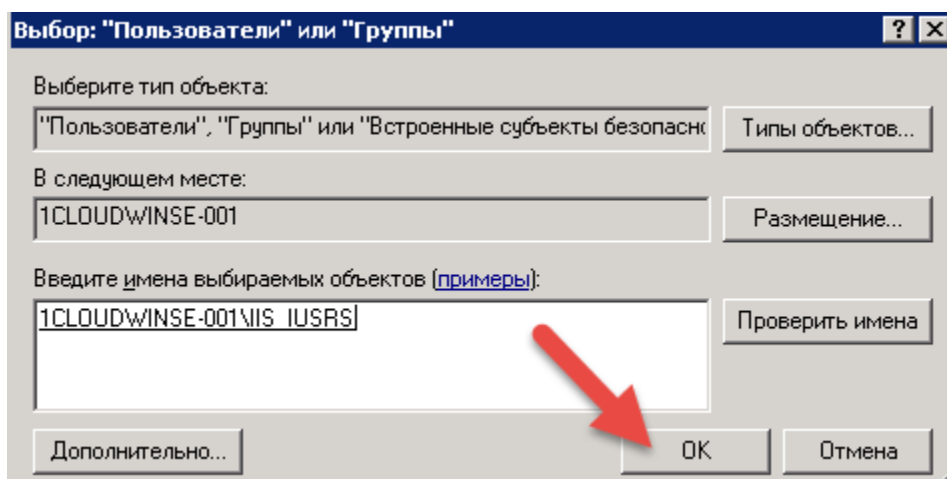 Выбор: "Пользователи" или "Группы"
Выберите тип объекта:
"Пользователи", "Группы" или "Встроенные субъекты безопасно
Типы объектов...
В следующем месте:
1CLOUDWINSE-001
Размещение...
Введите имена выбираемых объектов (примеры):
1CLOUDWINSE-001\IIS_IUSRS
Проверить имена
Дополнительно...
OK
Отмена